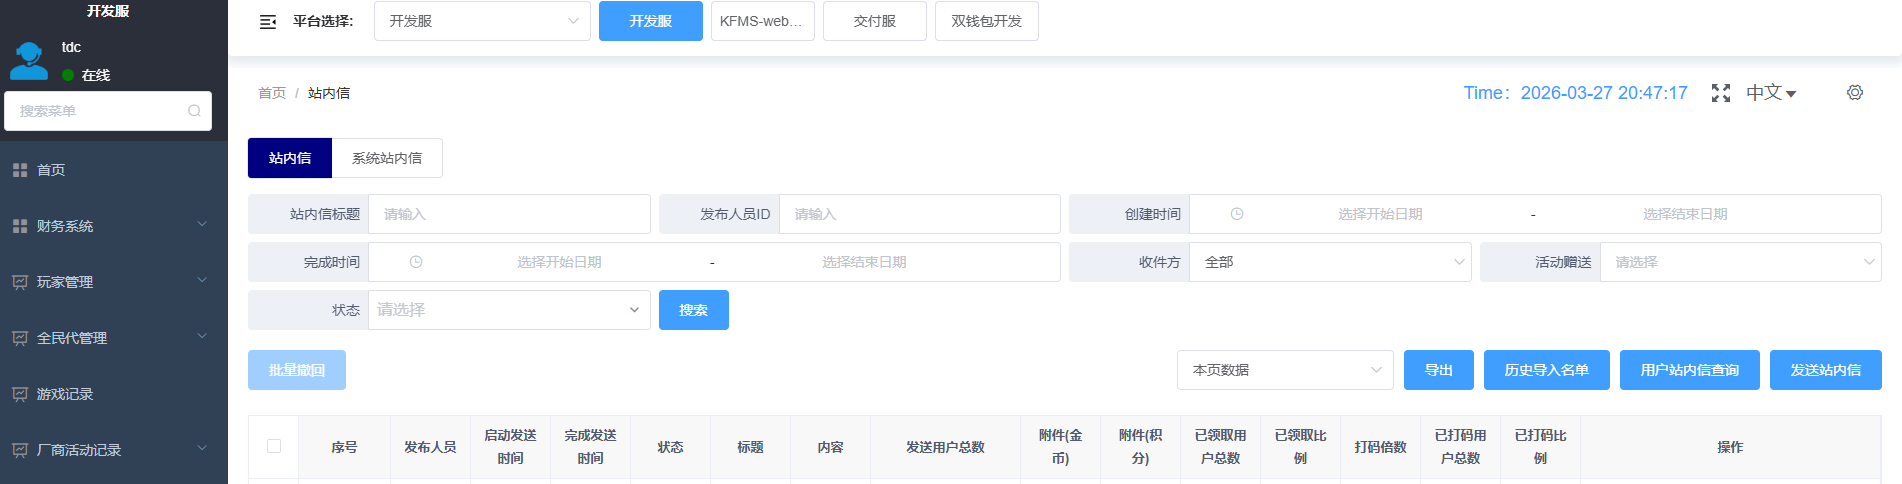 开发服
tdc
在线
搜索菜单
首页
财务系统
玩家管理
全民代管理
游戏记录
厂商活动记录
平台选择:
开发服
开发服
KFMS-web...
交付服
双钱包开发
首页 / 站内信
Time：2026-03-27 20:47:17
中文
站内信
系统站内信
站内信标题 请输入
发布人员ID 请输入
创建时间 选择开始日期 - 选择结束日期
完成时间 选择开始日期 - 选择结束日期
收件方 全部
活动赠送 请选择
状态 请选择
搜索
批量撤回
本页数据
导出
历史导入名单
用户站内信查询
发送站内信
序号
发布人员
启动发送
时间
完成发送
时间
状态
标题
内容
发送用户总数
附件(金
币)
附件(积
分)
已领取用
户总数
已领取比
例
打码倍数
已打码用
户总数
已打码比
例
操作